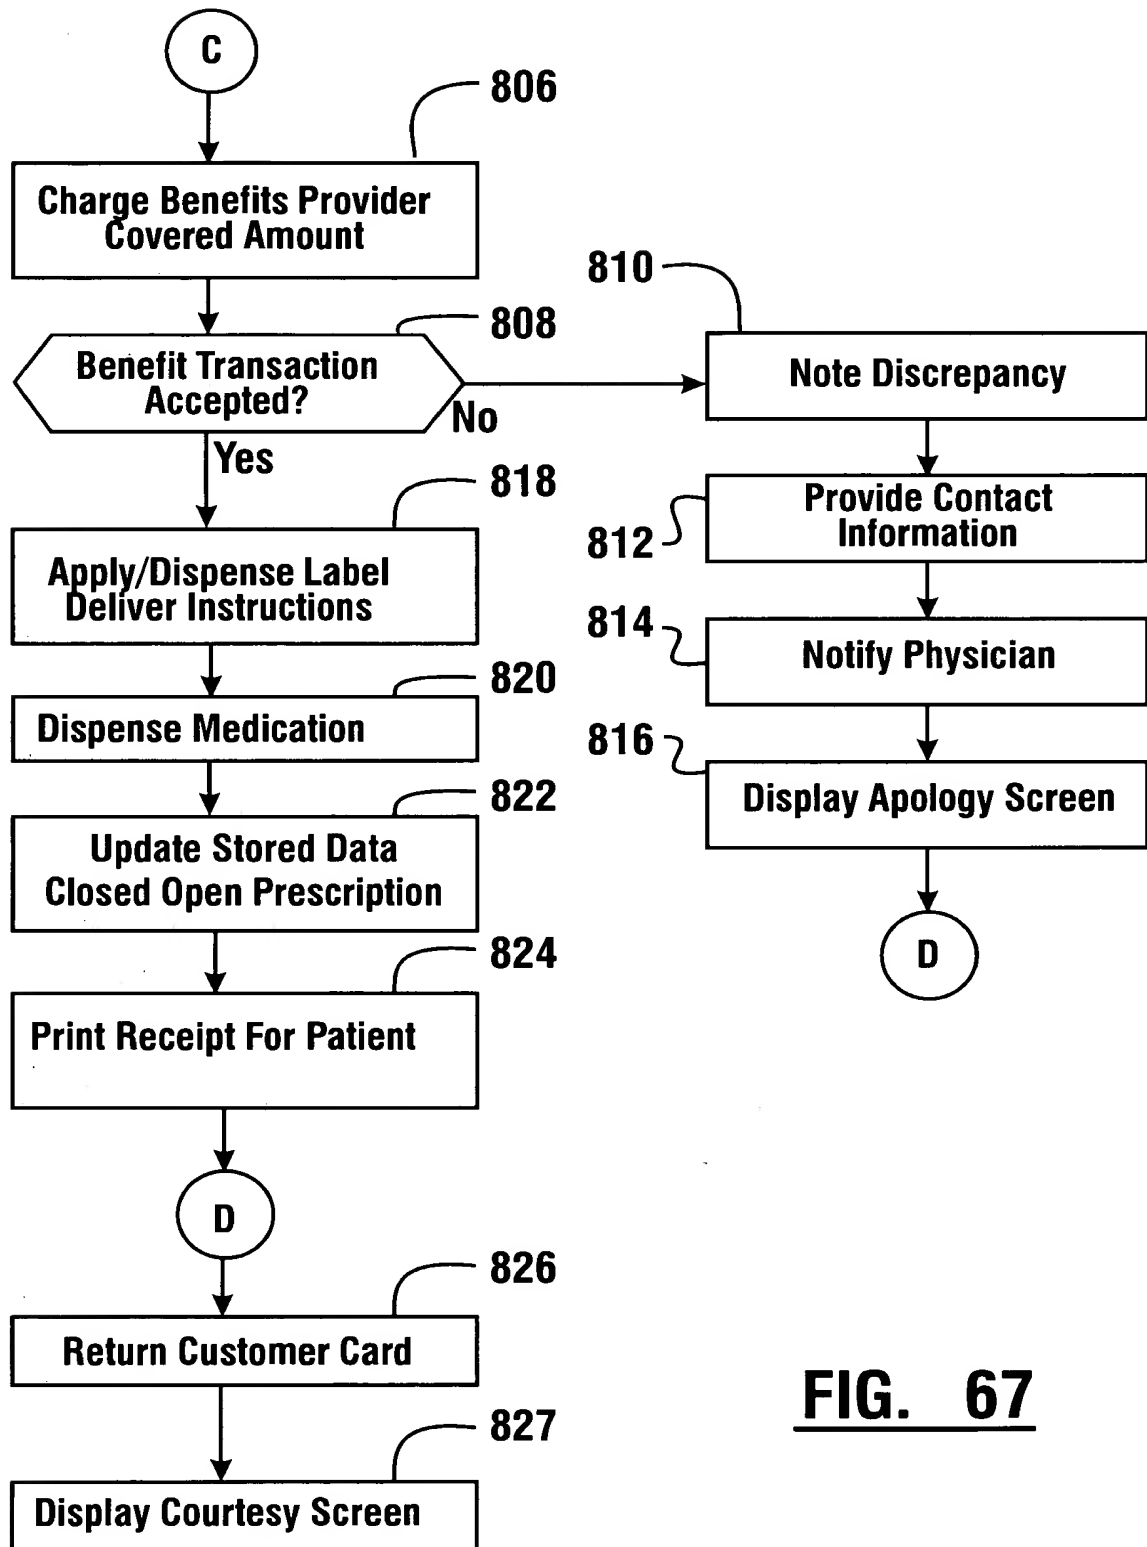 C
806
Charge Benefits Provider
Covered Amount
808
Benefit Transaction
Accepted?
No
Yes
810
Note Discrepancy
812
Provide Contact
Information
814
Notify Physician
816
Display Apology Screen
D
818
Apply/Dispense Label
Deliver Instructions
820
Dispense Medication
822
Update Stored Data
Closed Open Prescription
824
Print Receipt For Patient
D
826
Return Customer Card
827
Display Courtesy Screen
FIG. 67